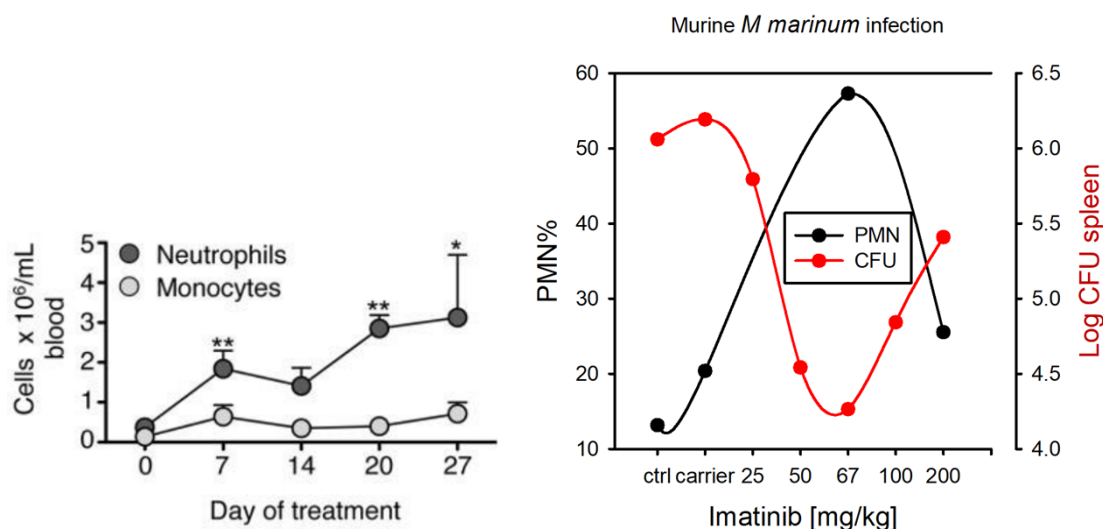 Cells x 10⁶/mL
blood
5
4
3
2
1
0
Neutrophils
Monocytes
**
**
*
0 7 14 20 27
Day of treatment
Murine M marinum infection
PMN%
60
50
40
30
20
10
PMN
CFU
6.5
6.0
5.5
5.0
4.5
4.0
Log CFU spleen
ctrl carrier 25 50 67 100 200
Imatinib [mg/kg]